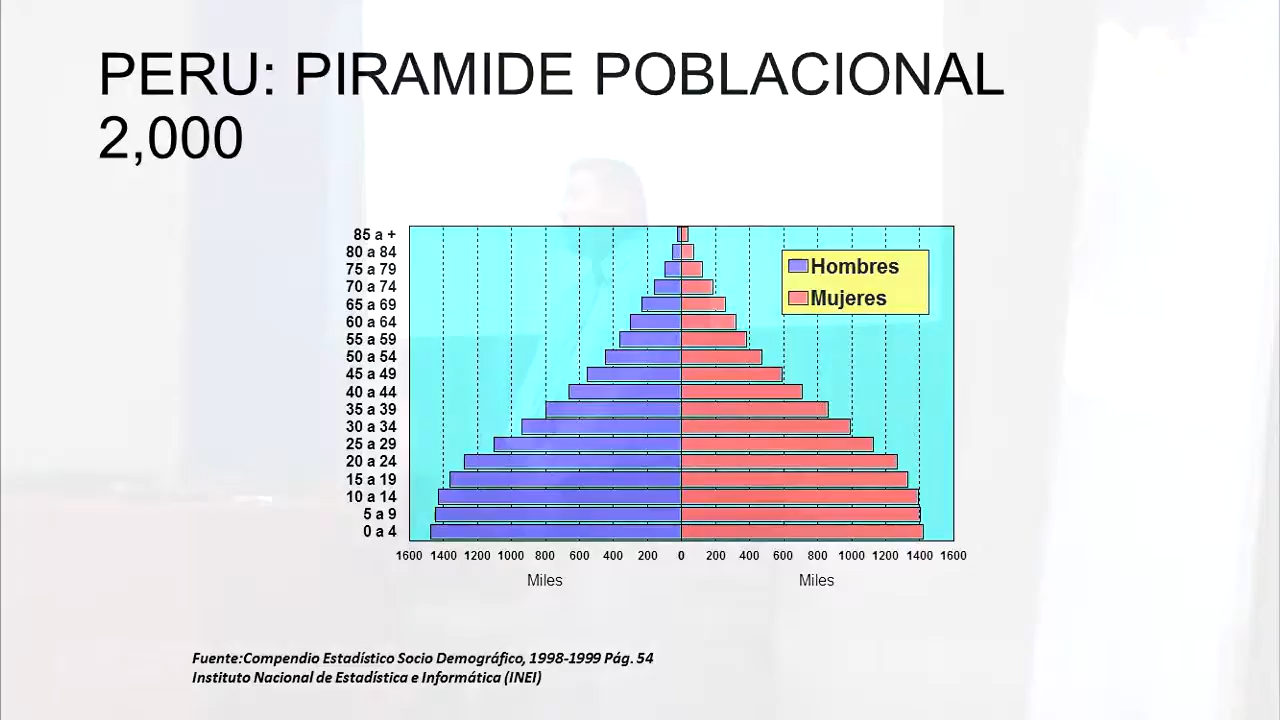 PERU: PIRAMIDE POBLACIONAL
2,000
85 a +
80 a 84
75 a 79
70 a 74
65 a 69
60 a 64
55 a 59
50 a 54
45 a 49
40 a 44
35 a 39
30 a 34
25 a 29
20 a 24
15 a 19
10 a 14
5 a 9
0 a 4
Hombres
Mujeres
1600 1400 1200 1000 800 600 400 200 0 200 400 600 800 1000 1200 1400 1600
Miles Miles
Fuente:Compendio Estadístico Socio Demográfico, 1998-1999 Pág. 54
Instituto Nacional de Estadística e Informática (INEI)